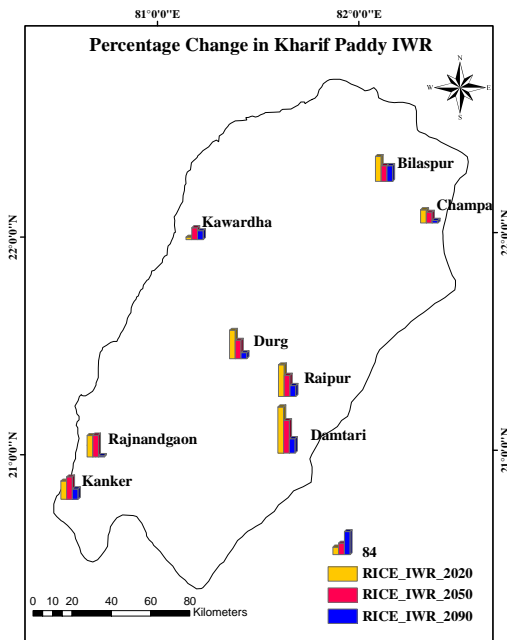 81°0'0"E
82°0'0"E
Percentage Change in Kharif Paddy IWR
N
W
E
S
Bilaspur
Champa
Kawardha
22°0'0"N
22°0'0"N
Durg
Raipur
Damtari
Rajnandgaon
Kanker
21°0'0"N
21°0'0"N
84
RICE_IWR_2020
RICE_IWR_2050
RICE_IWR_2090
0 10 20 40 60 80
Kilometers